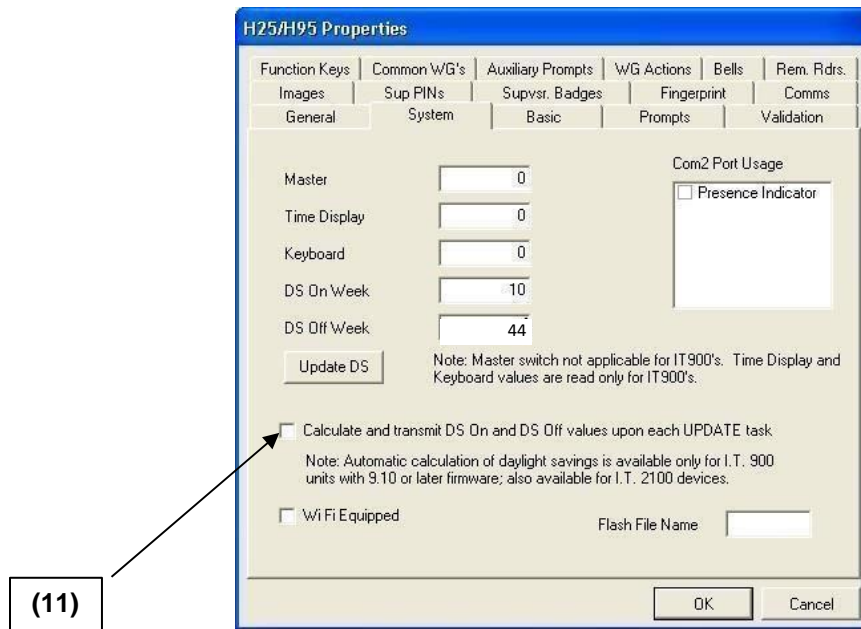 H25/H95 Properties
Function Keys Common WG's Auxiliary Prompts WG Actions Bells Rem. Rdrs.
Images Sup PINs Supvsr. Badges Fingerprint Comms
General System Basic Prompts Validation
Com2 Port Usage
Presence Indicator
Master 0
Time Display 0
Keyboard 0
DS On Week 10
DS Off Week 44
Update DS
Note: Master switch not applicable for IT900's. Time Display and
Keyboard values are read only for IT900's.
Calculate and transmit DS On and DS Off values upon each UPDATE task
Note: Automatic calculation of daylight savings is available only for I.T. 900
units with 9.10 or later firmware; also available for I.T. 2100 devices.
Wi Fi Equipped
Flash File Name
(11)
OK Cancel